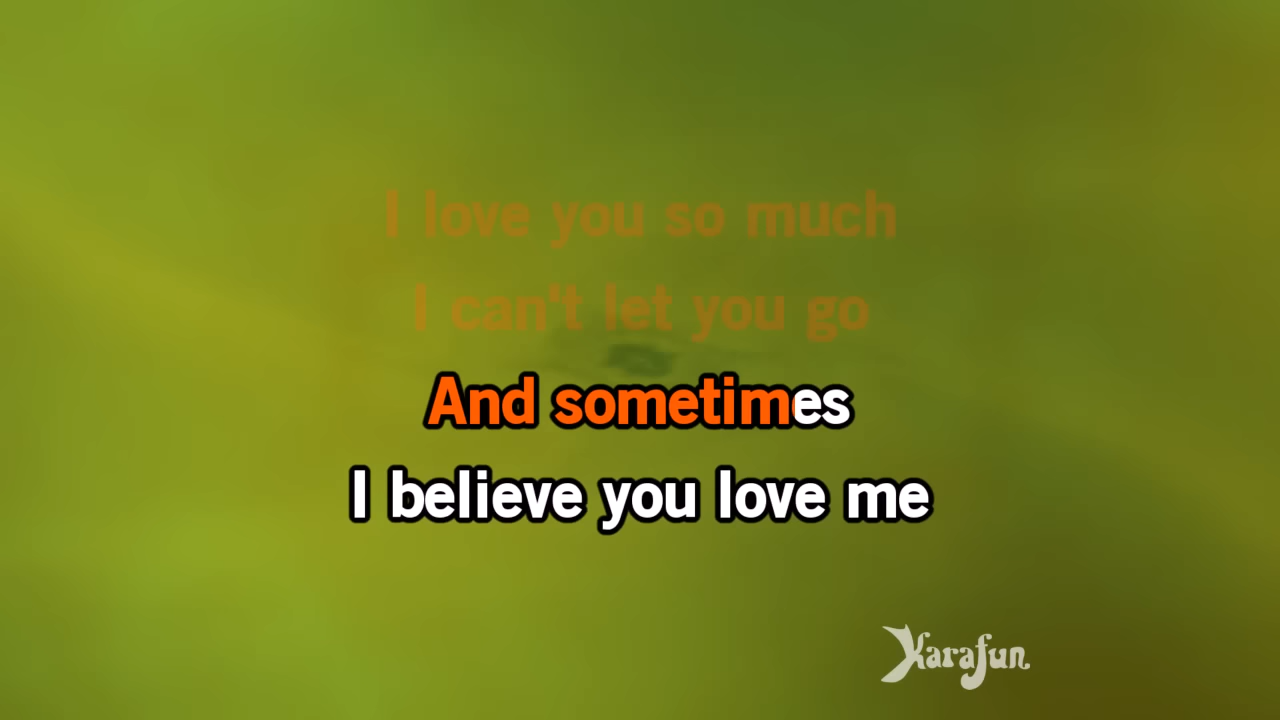 I love you so much
I can't let you go
And sometimes
I believe you love me
Karafun